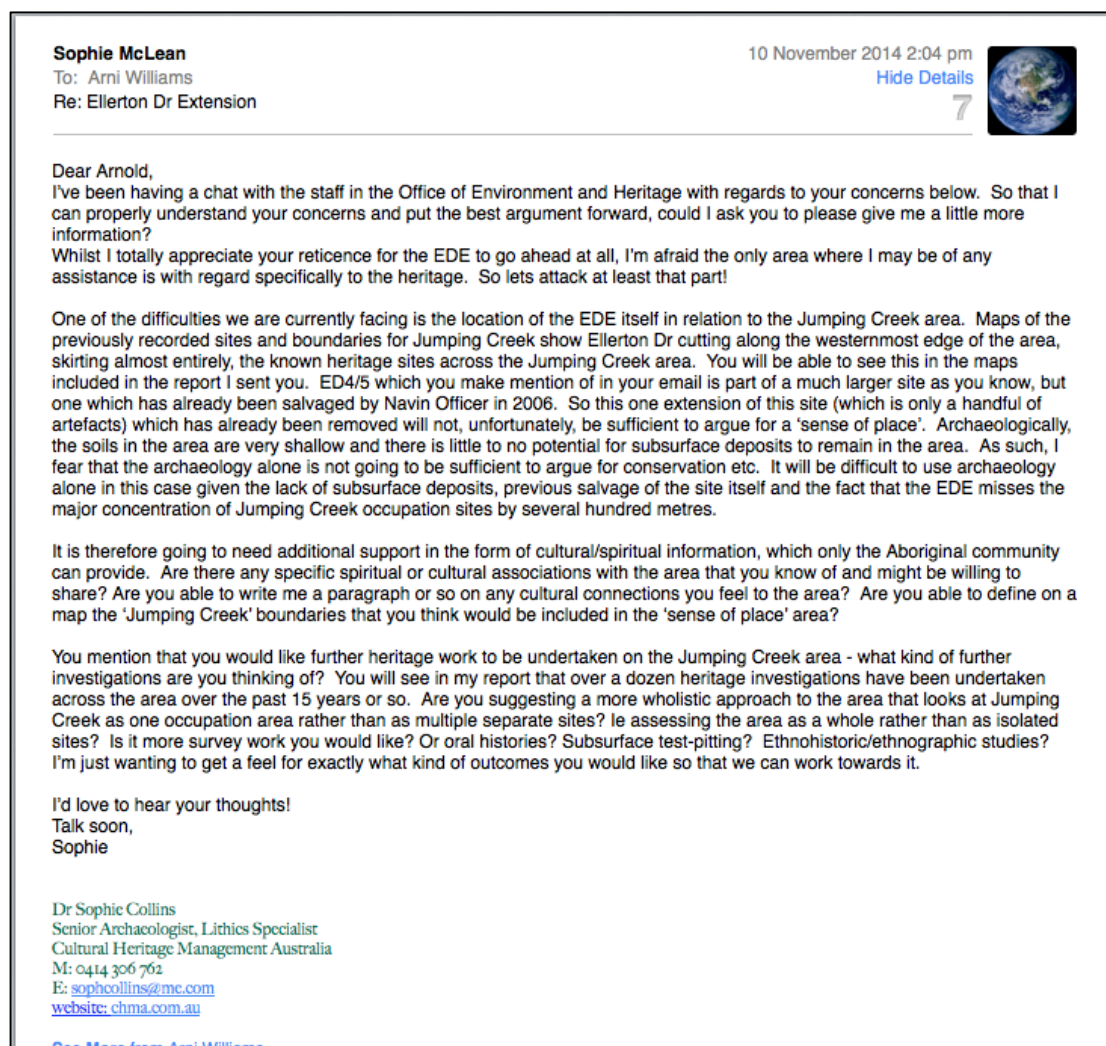 Sophie McLean
10 November 2014 2:04 pm
To: Arni Williams
Hide Details
Re: Ellerton Dr Extension
7
Dear Arnold,
I've been having a chat with the staff in the Office of Environment and Heritage with regards to your concerns below. So that I
can properly understand your concerns and put the best argument forward, could I ask you to please give me a little more
information?
Whilst I totally appreciate your reticence for the EDE to go ahead at all, I'm afraid the only area where I may be of any
assistance is with regard specifically to the heritage. So lets attack at least that part!
One of the difficulties we are currently facing is the location of the EDE itself in relation to the Jumping Creek area. Maps of the
previously recorded sites and boundaries for Jumping Creek show Ellerton Dr cutting along the westernmost edge of the area,
skirting almost entirely, the known heritage sites across the Jumping Creek area. You will be able to see this in the maps
included in the report I sent you. ED4/5 which you make mention of in your email is part of a much larger site as you know, but
one which has already been salvaged by Navin Officer in 2006. So this one extension of this site (which is only a handful of
artefacts) which has already been removed will not, unfortunately, be sufficient to argue for a 'sense of place'. Archaeologically,
the soils in the area are very shallow and there is little to no potential for subsurface deposits to remain in the area. As such, I
fear that the archaeology alone is not going to be sufficient to argue for conservation etc. It will be difficult to use archaeology
alone in this case given the lack of subsurface deposits, previous salvage of the site itself and the fact that the EDE misses the
major concentration of Jumping Creek occupation sites by several hundred metres.
It is therefore going to need additional support in the form of cultural/spiritual information, which only the Aboriginal community
can provide. Are there any specific spiritual or cultural associations with the area that you know of and might be willing to
share? Are you able to write me a paragraph or so on any cultural connections you feel to the area? Are you able to define on a
map the 'Jumping Creek' boundaries that you think would be included in the 'sense of place' area?
You mention that you would like further heritage work to be undertaken on the Jumping Creek area - what kind of further
investigations are you thinking of? You will see in my report that over a dozen heritage investigations have been undertaken
across the area over the past 15 years or so. Are you suggesting a more wholistic approach to the area that looks at Jumping
Creek as one occupation area rather than as multiple separate sites? Ie assessing the area as a whole rather than as isolated
sites? Is it more survey work you would like? Or oral histories? Subsurface test-pitting? Ethnohistoric/ethnographic studies?
I'm just wanting to get a feel for exactly what kind of outcomes you would like so that we can work towards it.
I'd love to hear your thoughts!
Talk soon,
Sophie
Dr Sophie Collins
Senior Archaeologist, Lithics Specialist
Cultural Heritage Management Australia
M: 0414 306 762
E: sophcollins@me.com
website: chma.com.au
See More from Arni Williams